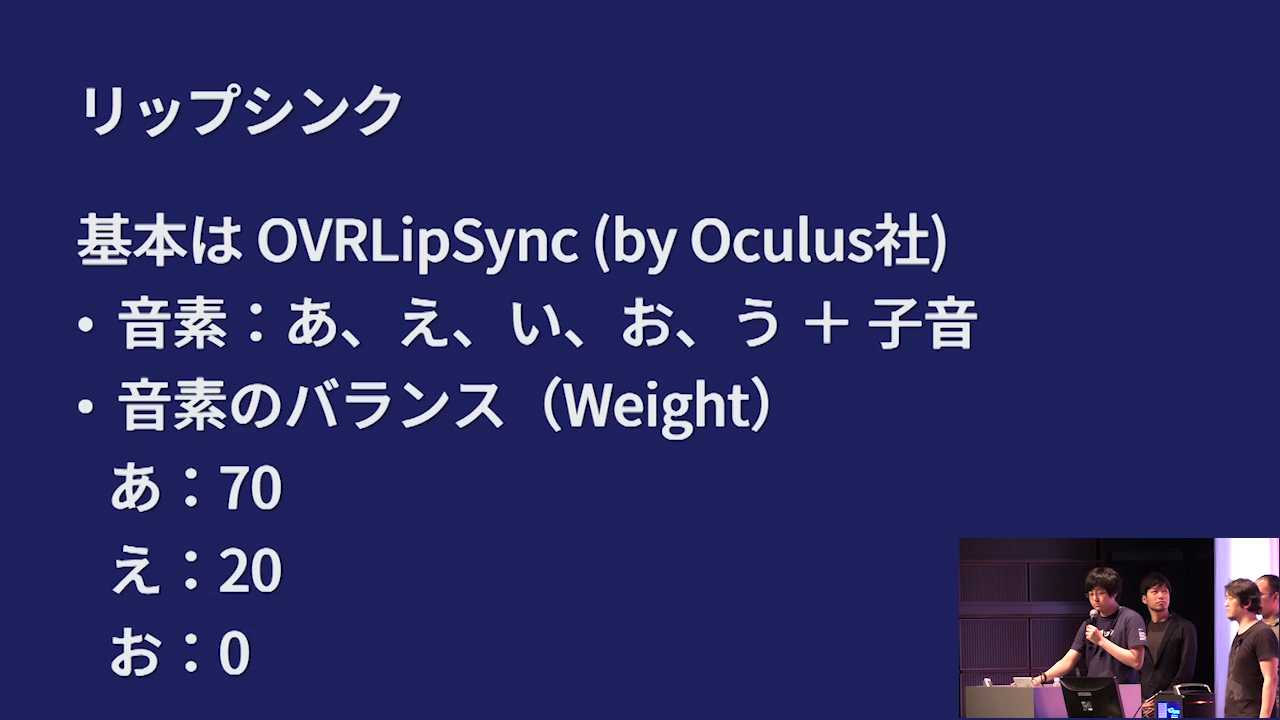 リップシンク
基本は OVRLipSync (by Oculus社)
・音素：あ、え、い、お、う ＋ 子音
・音素のバランス（Weight）
あ：70
え：20
お：0